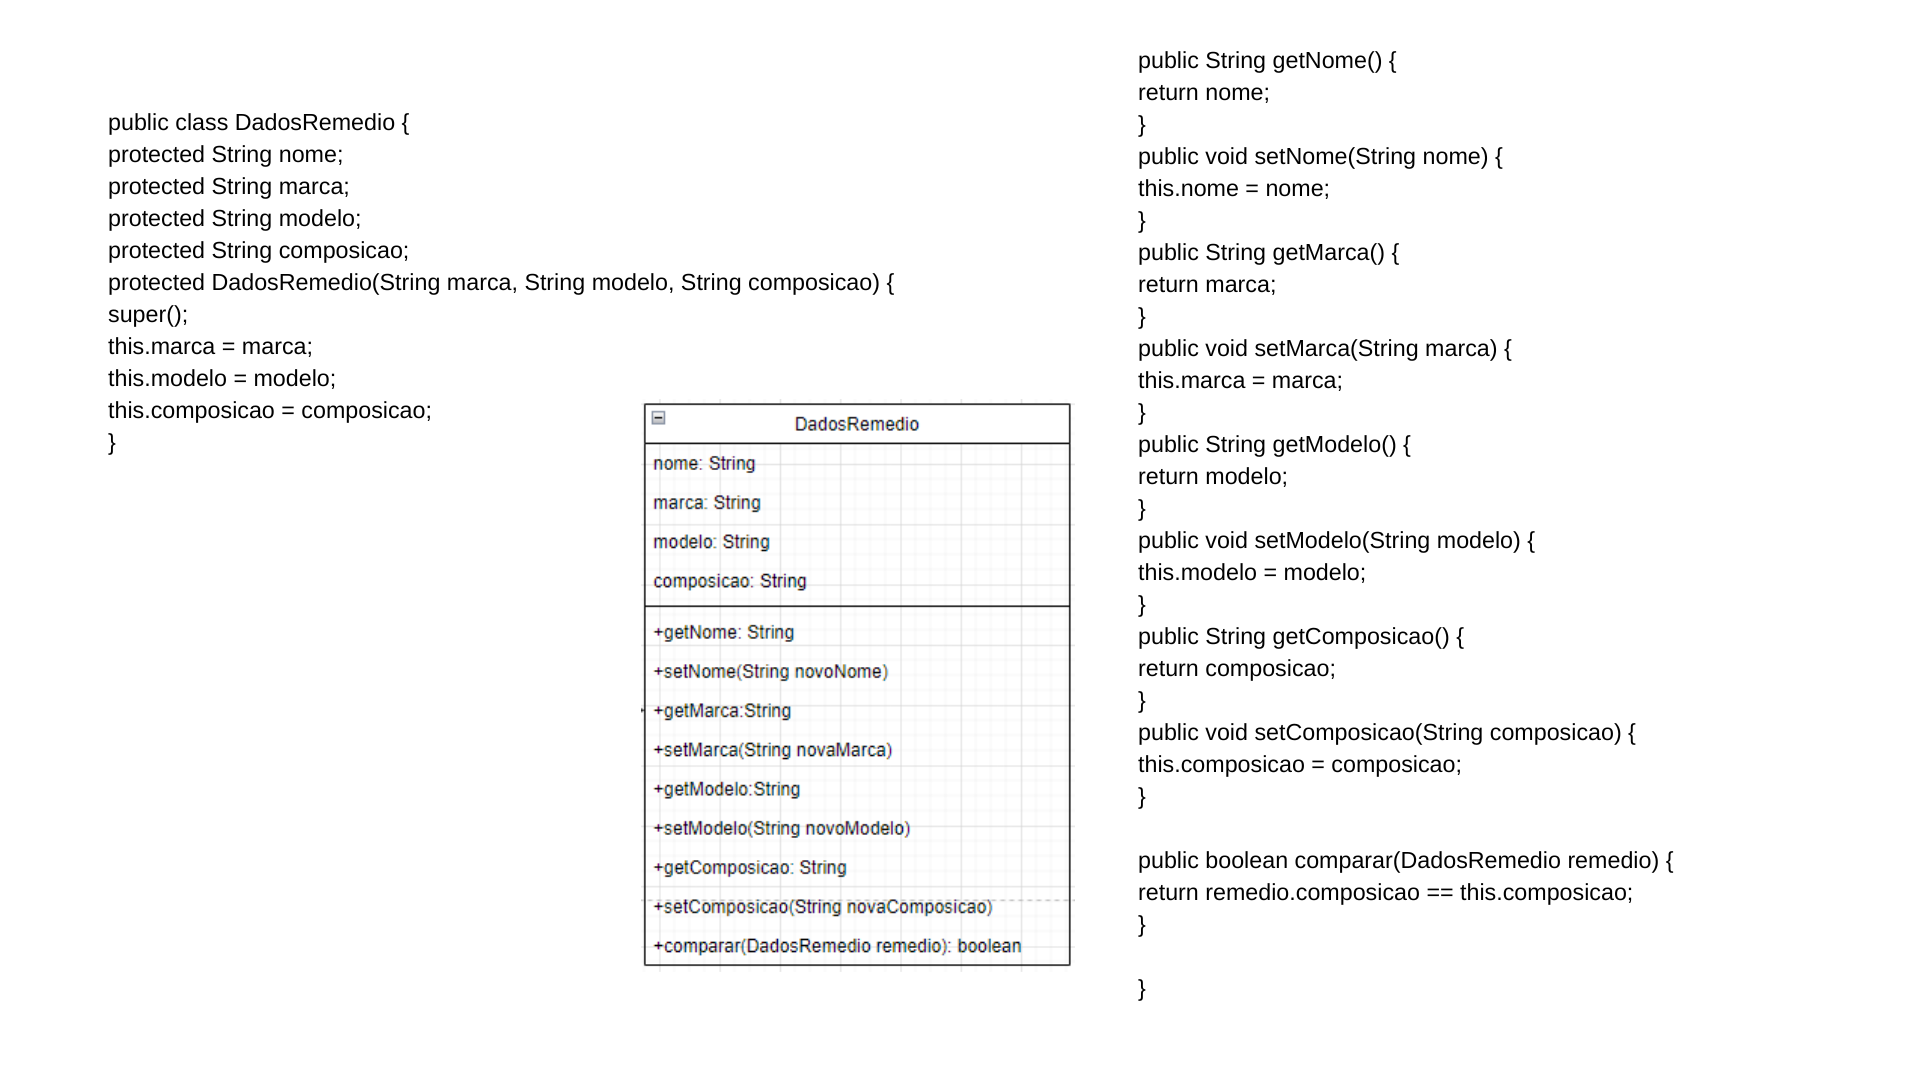 public class DadosRemedio {
protected String nome;
protected String marca;
protected String modelo;
protected String composicao;
protected DadosRemedio(String marca, String modelo, String composicao) {
super();
this.marca = marca;
this.modelo = modelo;
this.composicao = composicao;
}
DadosRemedio
nome: String
marca: String
modelo: String
composicao: String
+getNome: String
+setNome(String novoNome)
+getMarca:String
+setMarca(String novaMarca)
+getModelo:String
+setModelo(String novoModelo)
+getComposicao: String
+setComposicao(String novaComposicao)
+comparar(DadosRemedio remedio): boolean
public String getNome() {
return nome;
}
public void setNome(String nome) {
this.nome = nome;
}
public String getMarca() {
return marca;
}
public void setMarca(String marca) {
this.marca = marca;
}
public String getModelo() {
return modelo;
}
public void setModelo(String modelo) {
this.modelo = modelo;
}
public String getComposicao() {
return composicao;
}
public void setComposicao(String composicao) {
this.composicao = composicao;
}
public boolean comparar(DadosRemedio remedio) {
return remedio.composicao == this.composicao;
}
}